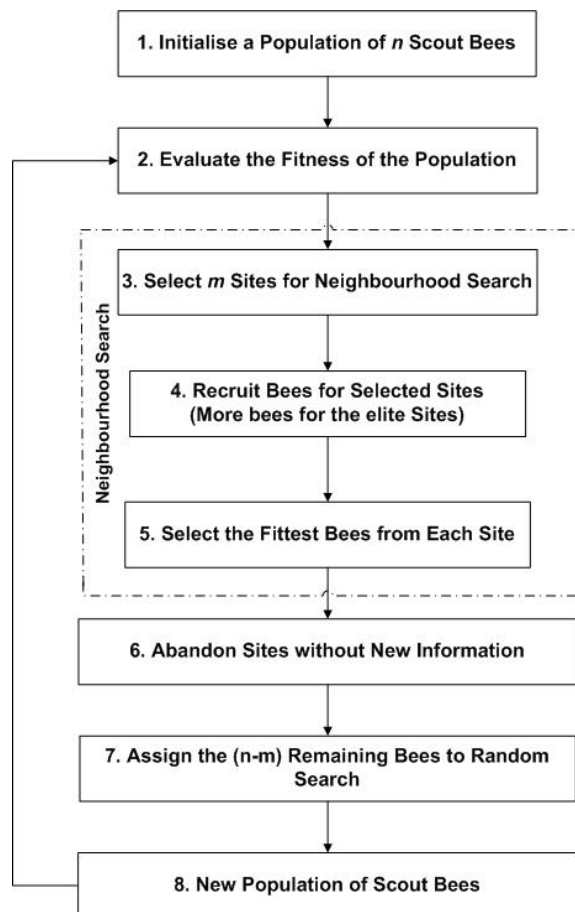 1. Initialise a Population of n Scout Bees
2. Evaluate the Fitness of the Population
3. Select m Sites for Neighbourhood Search
Neighbourhood Search
4. Recruit Bees for Selected Sites
(More bees for the elite Sites)
5. Select the Fittest Bees from Each Site
6. Abandon Sites without New Information
7. Assign the (n-m) Remaining Bees to Random
Search
8. New Population of Scout Bees